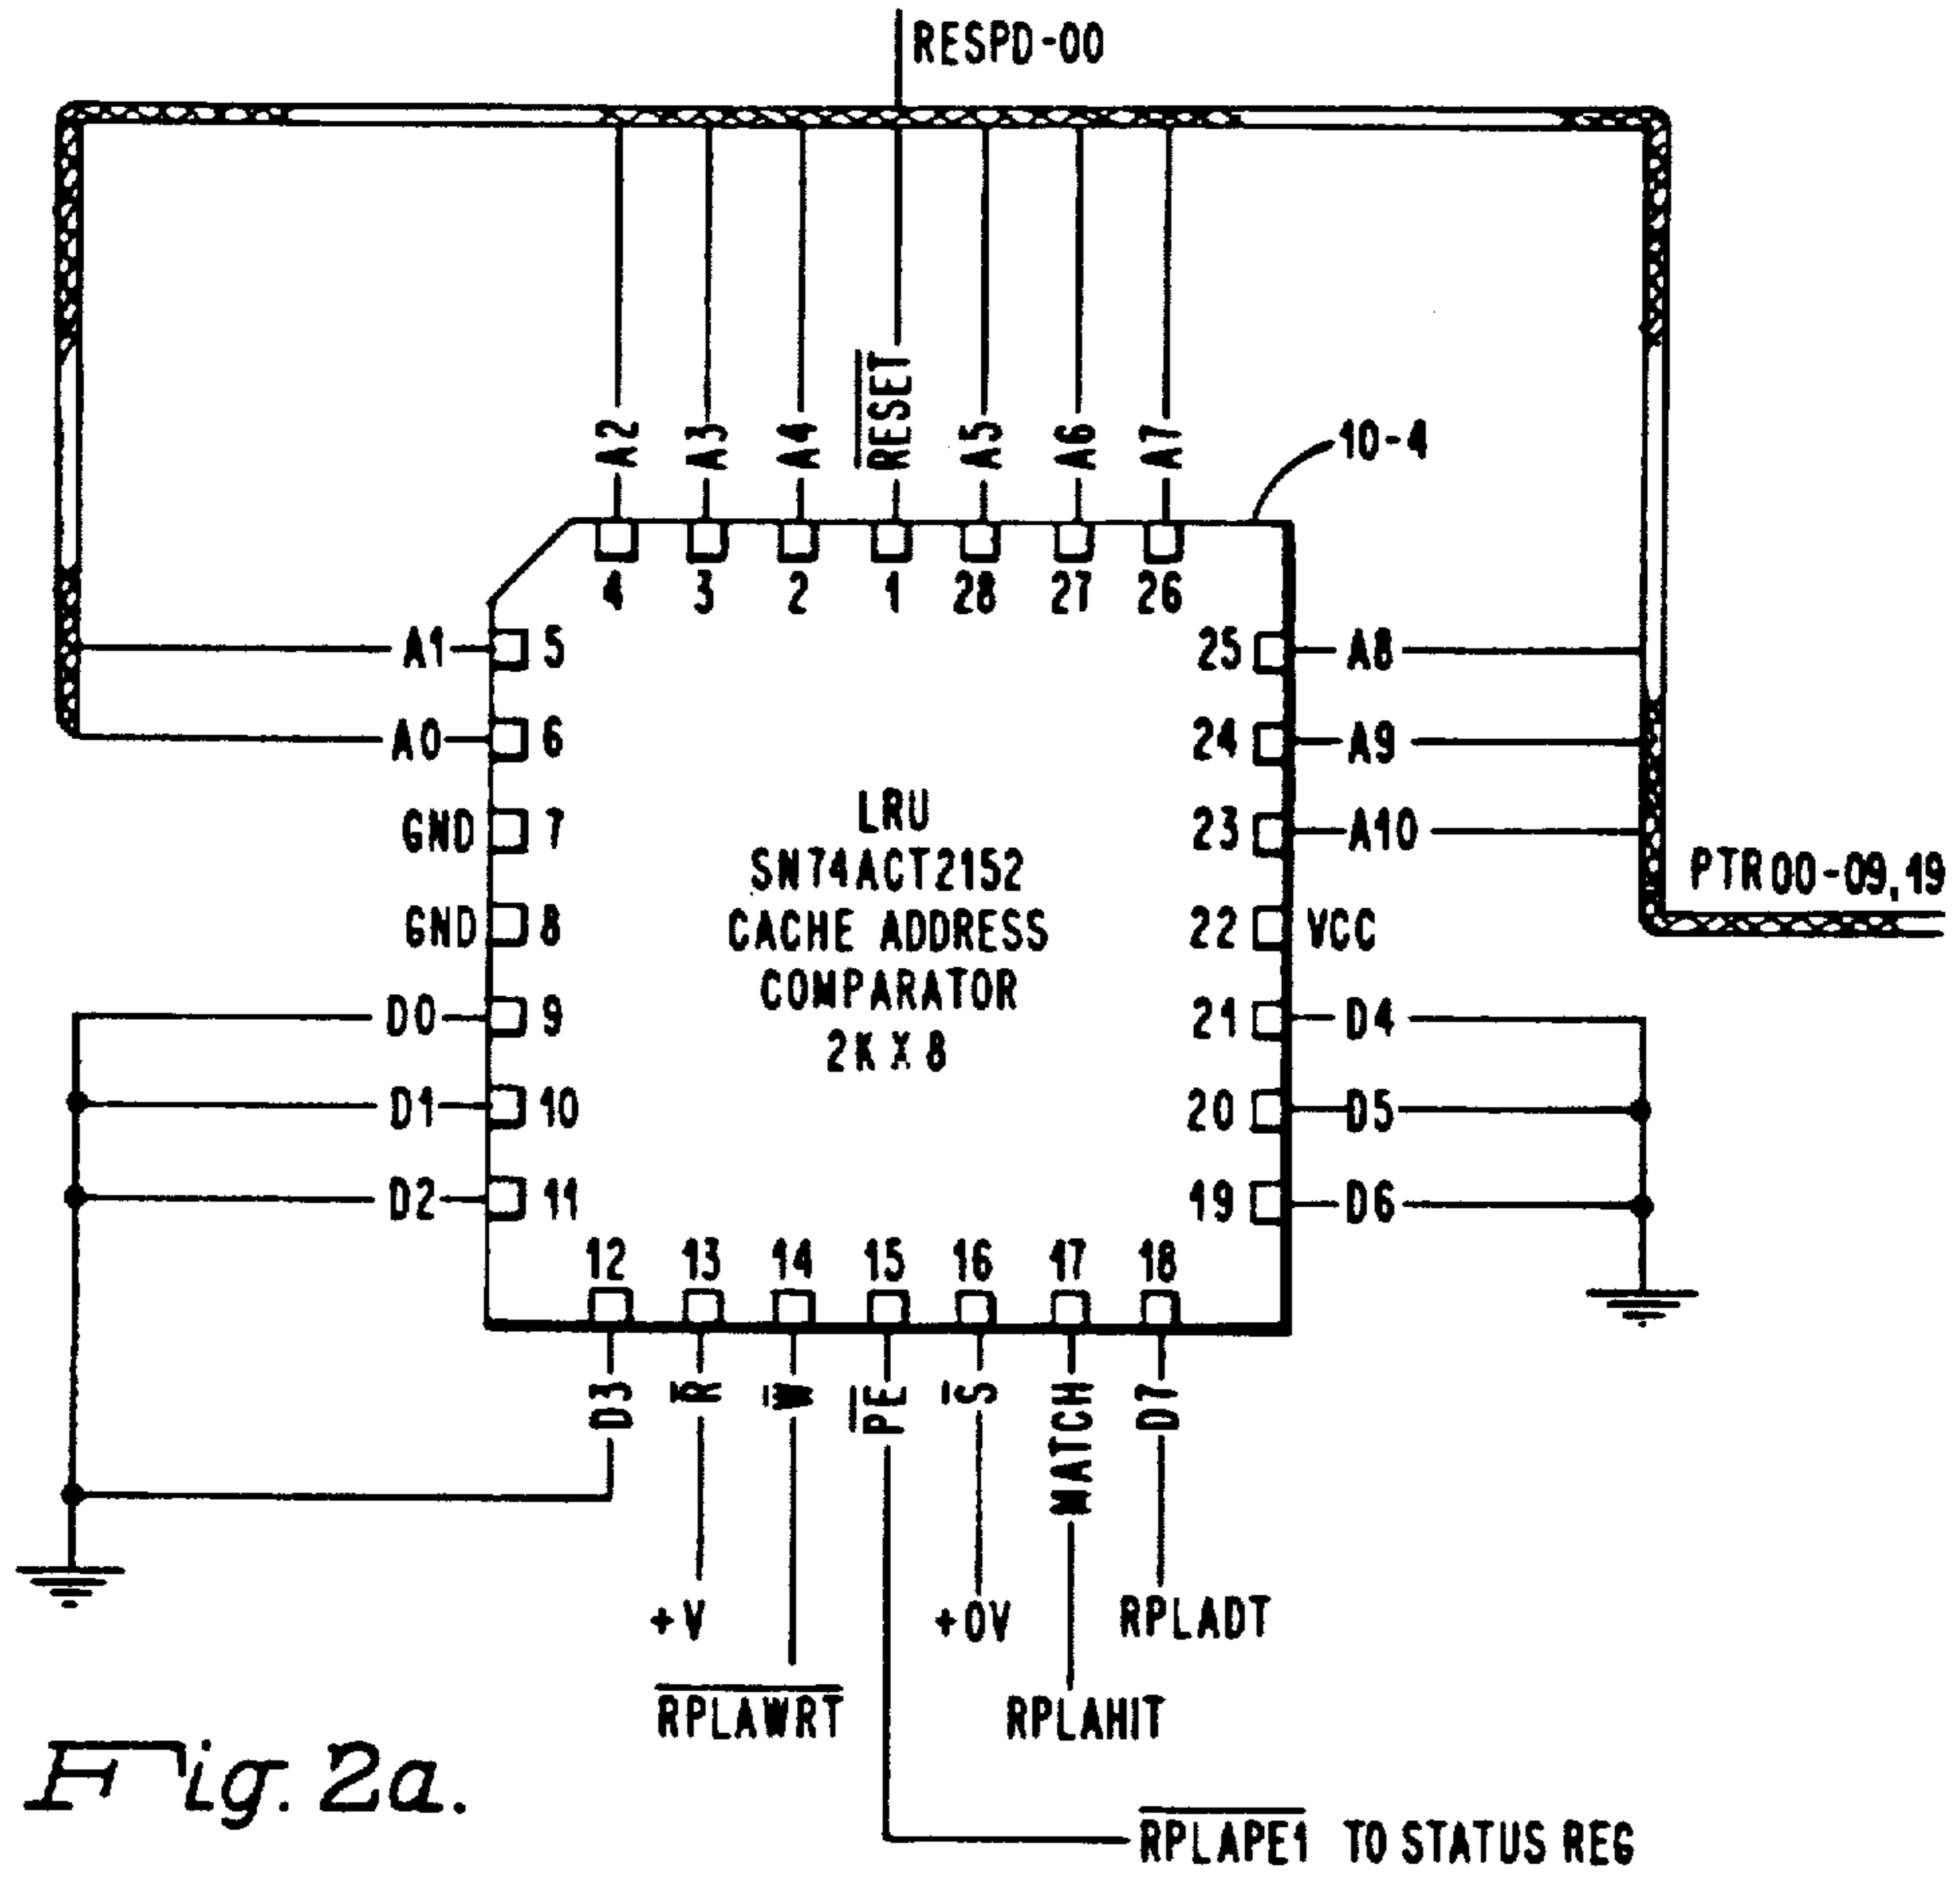 RESPD-00
A2 A3 A4 RESET A5 A6 A7
10-4
4 3 2 1 28 27 26
A1 5 25 A8
A0 6 24 A9
GND 7 23 A10
PTR00-09,19
GND 8 22 VCC
LRU
SN74ACT2152
CACHE ADDRESS
COMPARATOR
2K X 8
D0 9 21 D4
D1 10 20 D5
D2 11 19 D6
12 13 14 15 16 17 18
D3 R W PE S MATCH D7
+V +0V RPLADT
RPLAWRT RPLAHIT
Fig. 2a.
RPLAPE1 TO STATUS REG